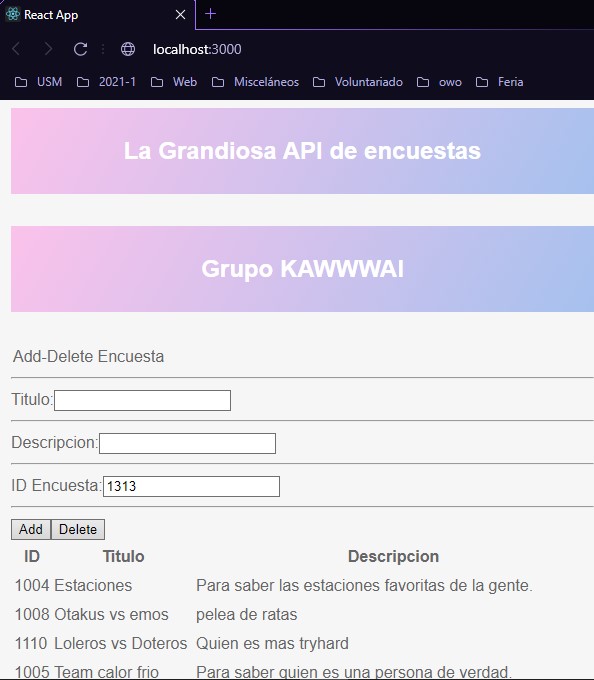 React App
localhost:3000
USM 2021-1 Web Misceláneos Voluntariado owo Feria
La Grandiosa API de encuestas
Grupo KAWWWAI
Add-Delete Encuesta
Titulo:
Descripcion:
ID Encuesta: 1313
Add Delete
ID Titulo Descripcion
1004 Estaciones Para saber las estaciones favoritas de la gente.
1008 Otakus vs emos pelea de ratas
1110 Loleros vs Doteros Quien es mas tryhard
1005 Team calor frio Para saber quien es una persona de verdad.